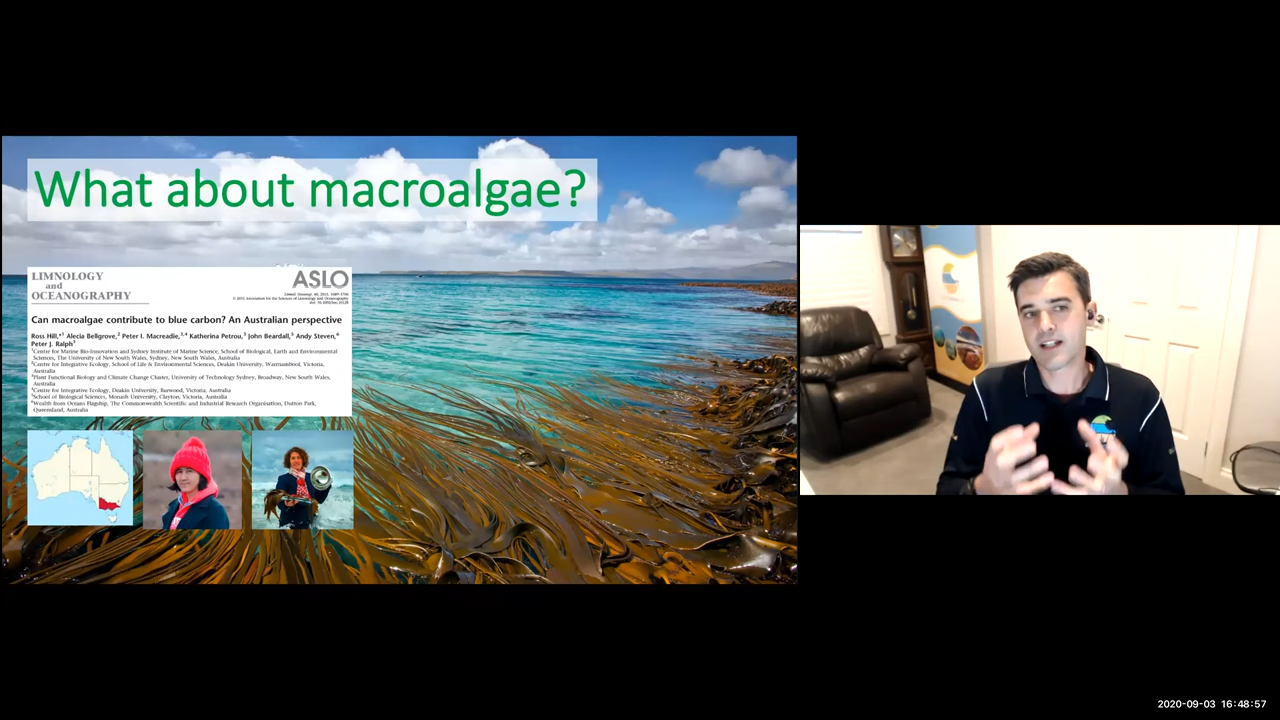 What about macroalgae?
LIMNOLOGY
and
OCEANOGRAPHY
ASLO
Can macroalgae contribute to blue carbon? An Australian perspective
Ross Hill,*1 Alecia Bellgrove,2 Peter I. Macreadie,3,4 Katherina Petrou,3 John Beardall,5 Andy Steven,6
Peter J. Ralph3
1Centre for Marine Bio-Innovation and Sydney Institute of Marine Science, School of Biological, Earth and Environmental
Sciences, The University of New South Wales, Sydney, New South Wales, Australia
2Centre for Integrative Ecology, School of Life & Environmental Sciences, Deakin University, Warrnambool, Victoria,
Australia
3Plant Functional Biology and Climate Change Cluster, University of Technology Sydney, Broadway, New South Wales,
Australia
4Centre for Integrative Ecology, Deakin University, Burwood, Victoria, Australia
5School of Biological Sciences, Monash University, Clayton, Victoria, Australia
6Wealth from Oceans Flagship, The Commonwealth Scientific and Industrial Research Organisation, Dutton Park,
Queensland, Australia
2020-09-03 16:48:57